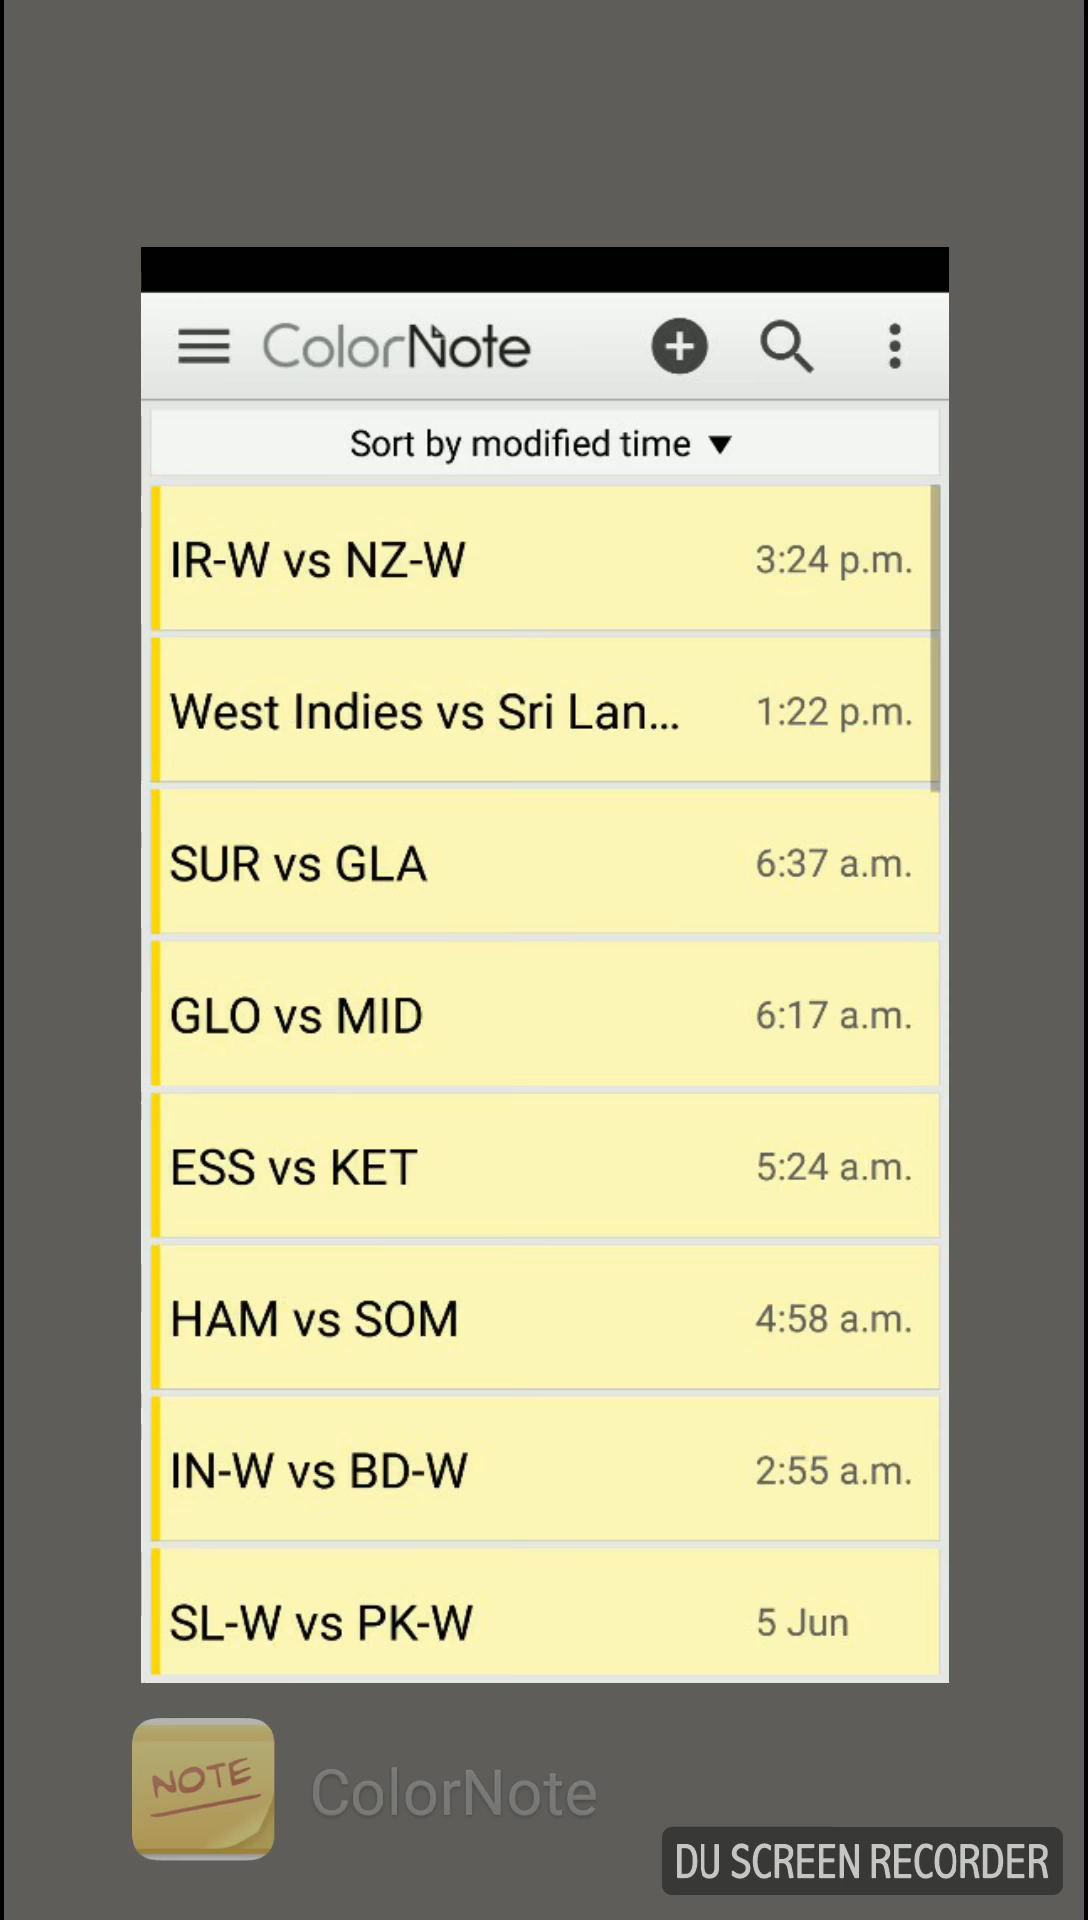 ColorNote
Sort by modified time ▼
IR-W vs NZ-W 3:24 p.m.
West Indies vs Sri Lan... 1:22 p.m.
SUR vs GLA 6:37 a.m.
GLO vs MID 6:17 a.m.
ESS vs KET 5:24 a.m.
HAM vs SOM 4:58 a.m.
IN-W vs BD-W 2:55 a.m.
SL-W vs PK-W 5 Jun
NOTE ColorNote
DU SCREEN RECORDER